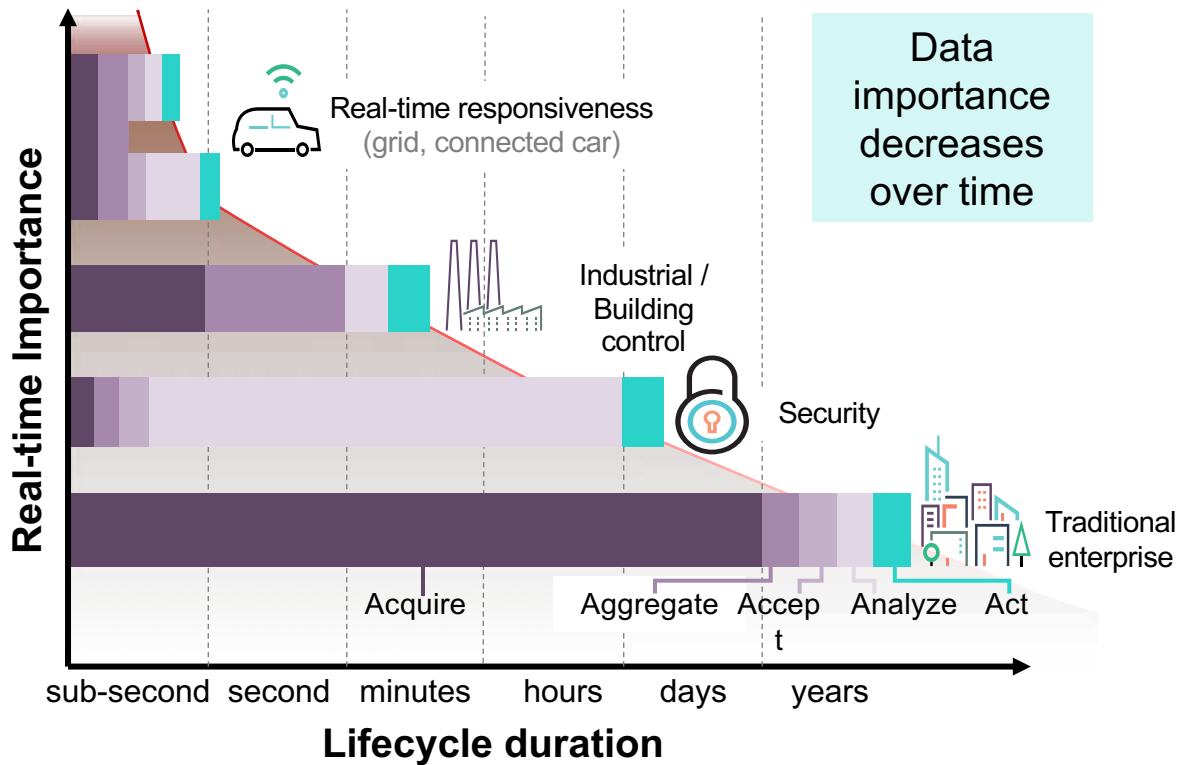 Data
importance
decreases
over time
Real-time responsiveness
(grid, connected car)
Industrial /
Building
control
Security
Traditional
enterprise
Real-time Importance
Acquire
Aggregate
Accep
t
Analyze
Act
sub-second
second
minutes
hours
days
years
Lifecycle duration